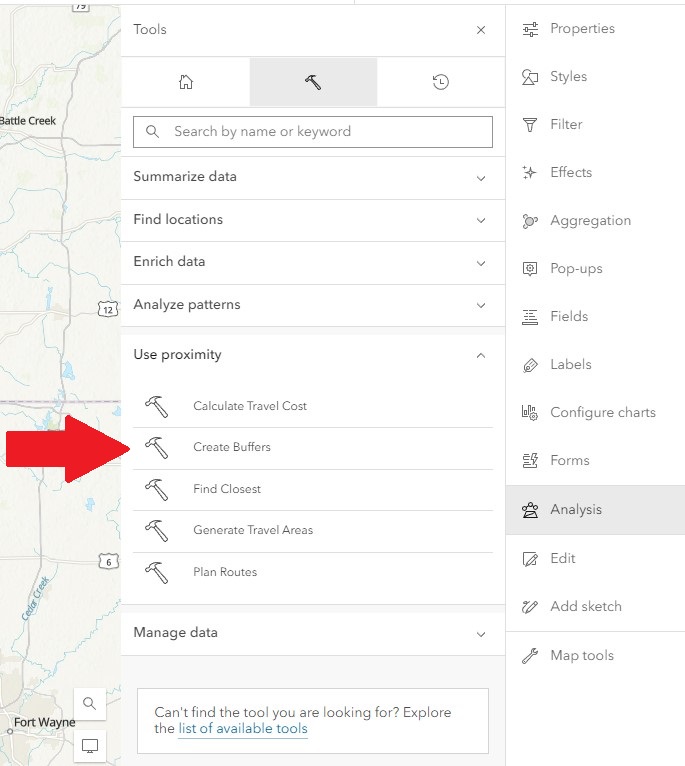 79
Battle Creek
12
6
Cedar Creek
Fort Wayne
Tools
Search by name or keyword
Summarize data
Find locations
Enrich data
Analyze patterns
Use proximity
Calculate Travel Cost
Create Buffers
Find Closest
Generate Travel Areas
Plan Routes
Manage data
Can't find the tool you are looking for? Explore
the list of available tools
Properties
Styles
Filter
Effects
Aggregation
Pop-ups
Fields
Labels
Configure charts
Forms
Analysis
Edit
Add sketch
Map tools